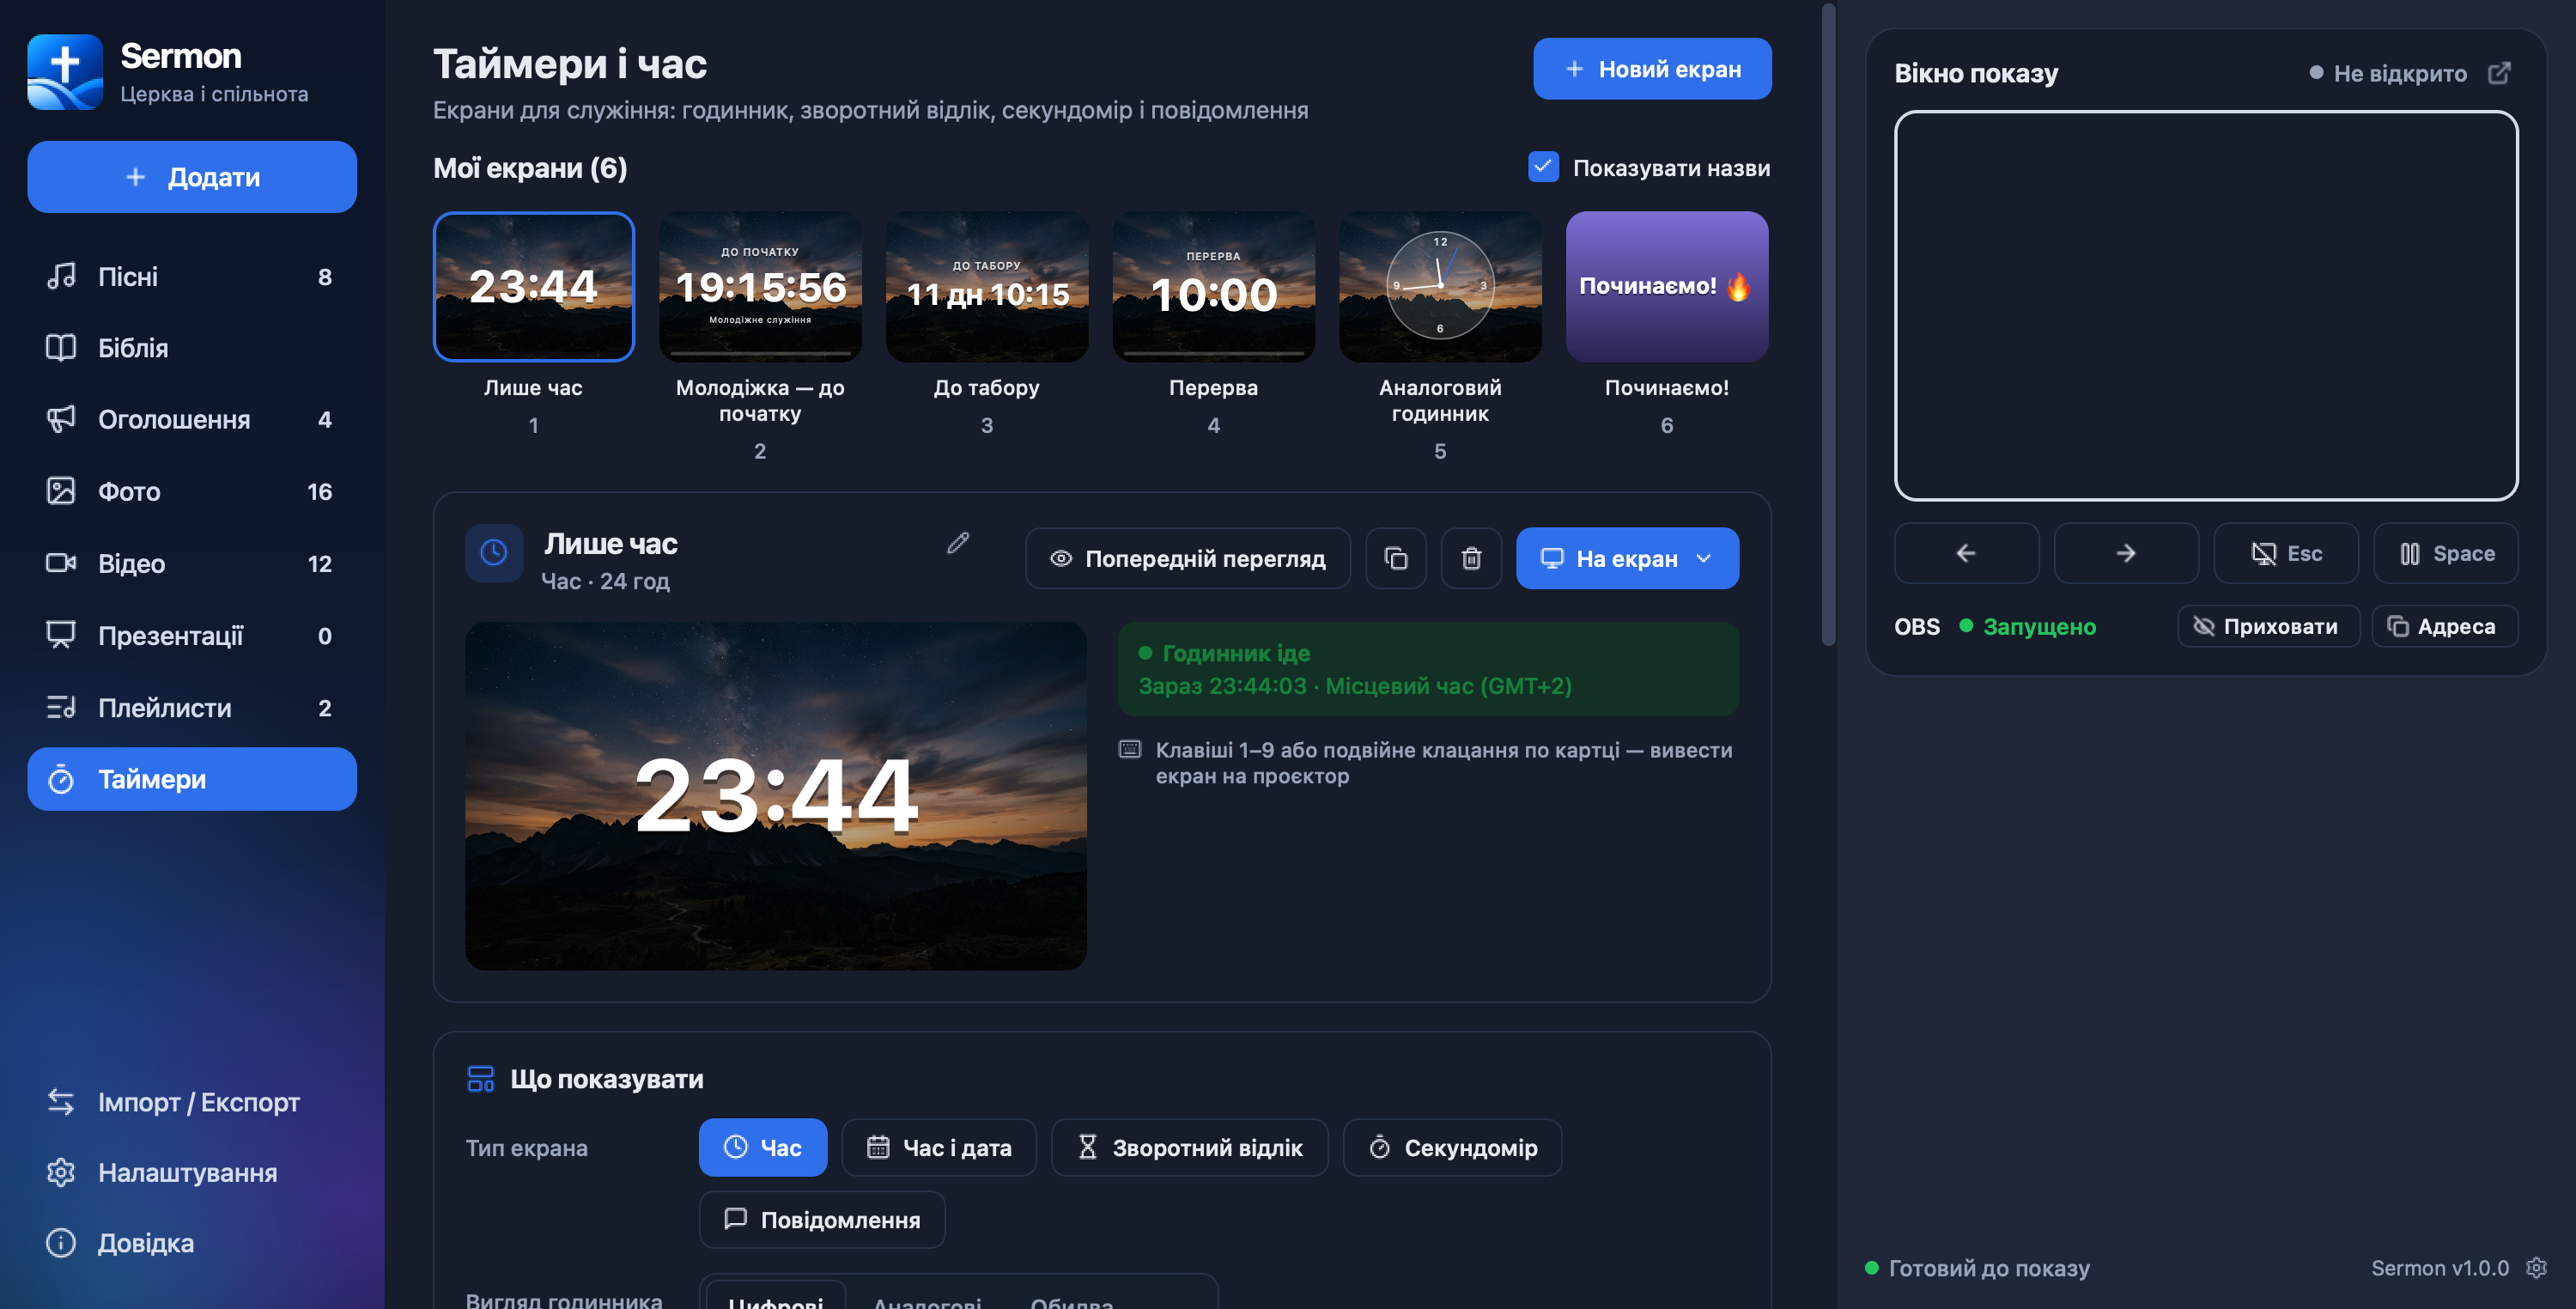 Sermon
Церква і спільнота
Додати
Пісні 8
Біблія
Оголошення 4
Фото 16
Відео 12
Презентації 0
Плейлисти 2
Таймери
Імпорт / Експорт
Налаштування
Довідка
Таймери і час
Екрани для служіння: годинник, зворотний відлік, секундомір і повідомлення
Новий екран
Мої екрани (6)
Показувати назви
23:44
Лише час
1
ДО ПОЧАТКУ
19:15:56
Молодіжне служіння
Молодіжка — до
початку
2
ДО ТАБОРУ
11 дн 10:15
До табору
3
ПЕРЕРВА
10:00
Перерва
4
12
9 3
6
Аналоговий
годинник
5
Починаємо! 🔥
Починаємо!
6
Лише час
Час · 24 год
Попередній перегляд
На екран
23:44
Годинник іде
Зараз 23:44:03 · Місцевий час (GMT+2)
Клавіші 1–9 або подвійне клацання по картці — вивести
екран на проєктор
Що показувати
Тип екрана
Час
Час і дата
Зворотний відлік
Секундомір
Повідомлення
Вигляд годинника
Цифрові Аналогові Обидва
Вікно показу
Не відкрито
Esc
Space
OBS Запущено
Приховати
Адреса
Готовий до показу
Sermon v1.0.0